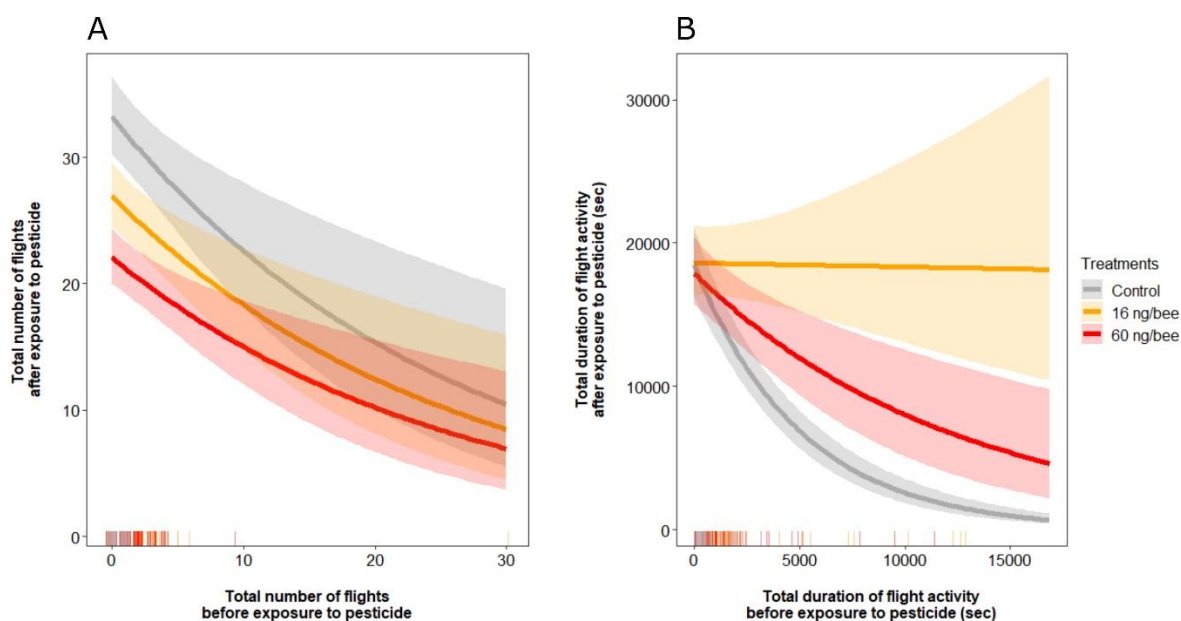 A
Total number of flights
after exposure to pesticide
30
20
10
0
0
10
20
30
Total number of flights
before exposure to pesticide
B
Total duration of flight activity
after exposure to pesticide (sec)
30000
20000
10000
0
0
5000
10000
15000
Total duration of flight activity
before exposure to pesticide (sec)
Treatments
Control
16 ng/bee
60 ng/bee